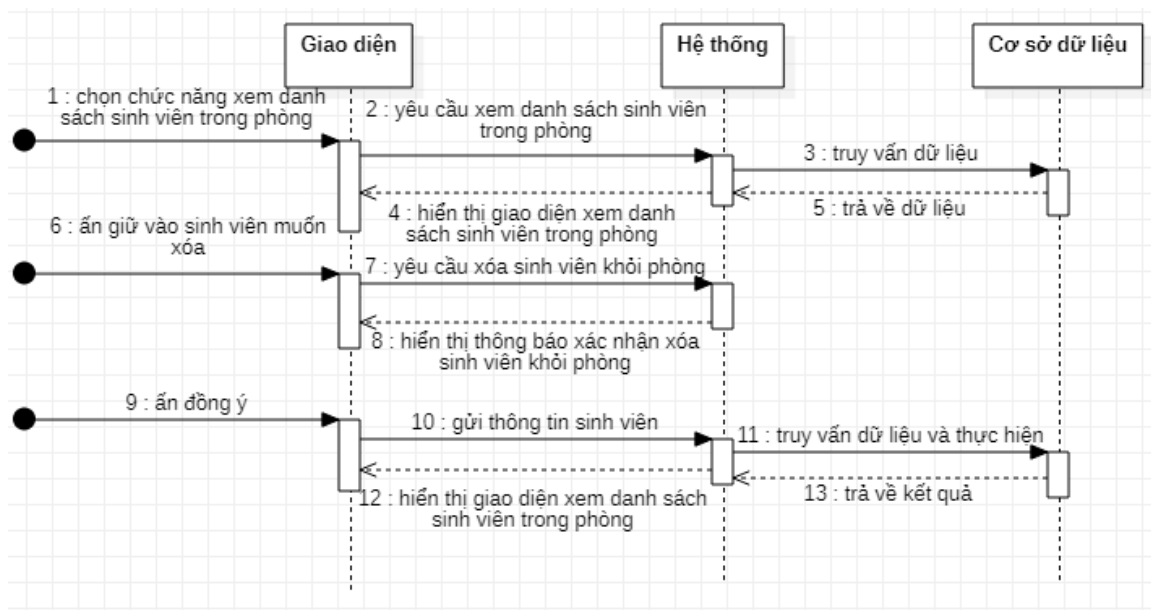 Giao diện
Hệ thống
Cơ sở dữ liệu
1 : chọn chức năng xem danh
sách sinh viên trong phòng
2 : yêu cầu xem danh sách sinh viên
trong phòng
3 : truy vấn dữ liệu
4 : hiển thị giao diện xem danh
sách sinh viên trong phòng
5 : trả về dữ liệu
6 : ấn giữ vào sinh viên muốn
xóa
7 : yêu cầu xóa sinh viên khỏi phòng
8 : hiển thị thông báo xác nhận xóa
sinh viên khỏi phòng
9 : ấn đồng ý
10 : gửi thông tin sinh viên
11 : truy vấn dữ liệu và thực hiện
12 : hiển thị giao diện xem danh sách
sinh viên trong phòng
13 : trả về kết quả